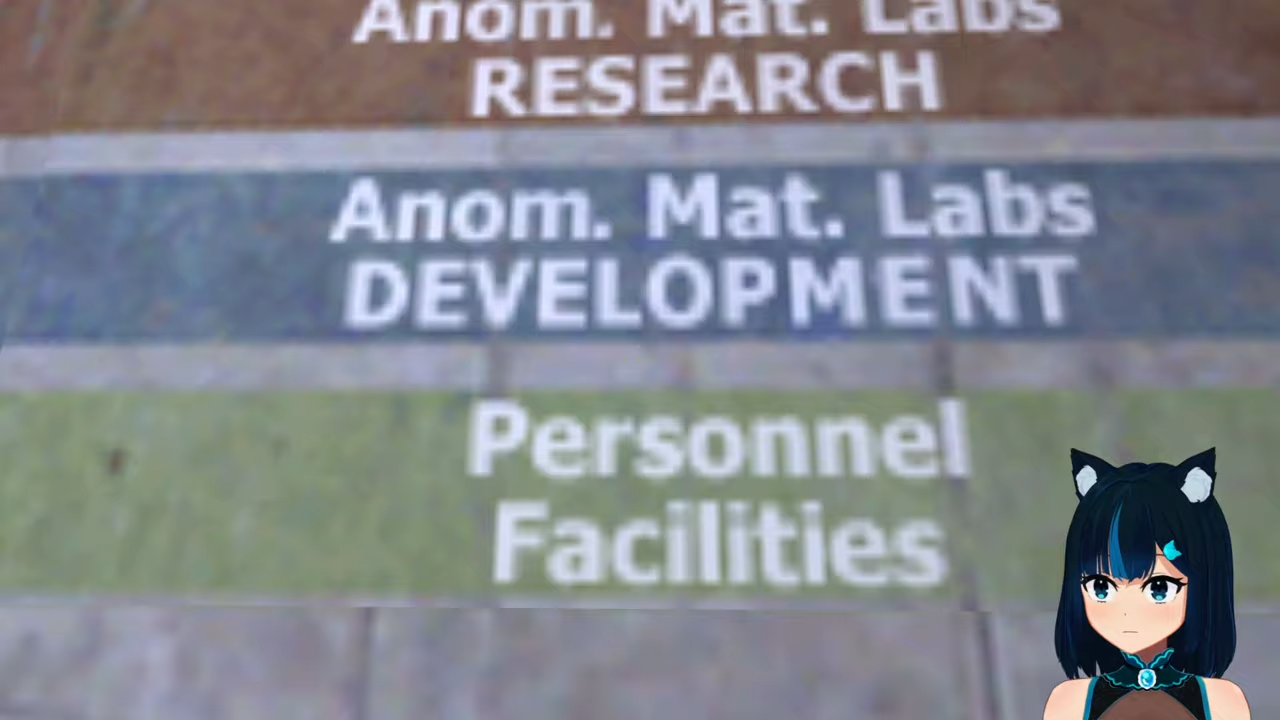 Anom. Mat. Labs
RESEARCH
Anom. Mat. Labs
DEVELOPMENT
Personnel
Facilities